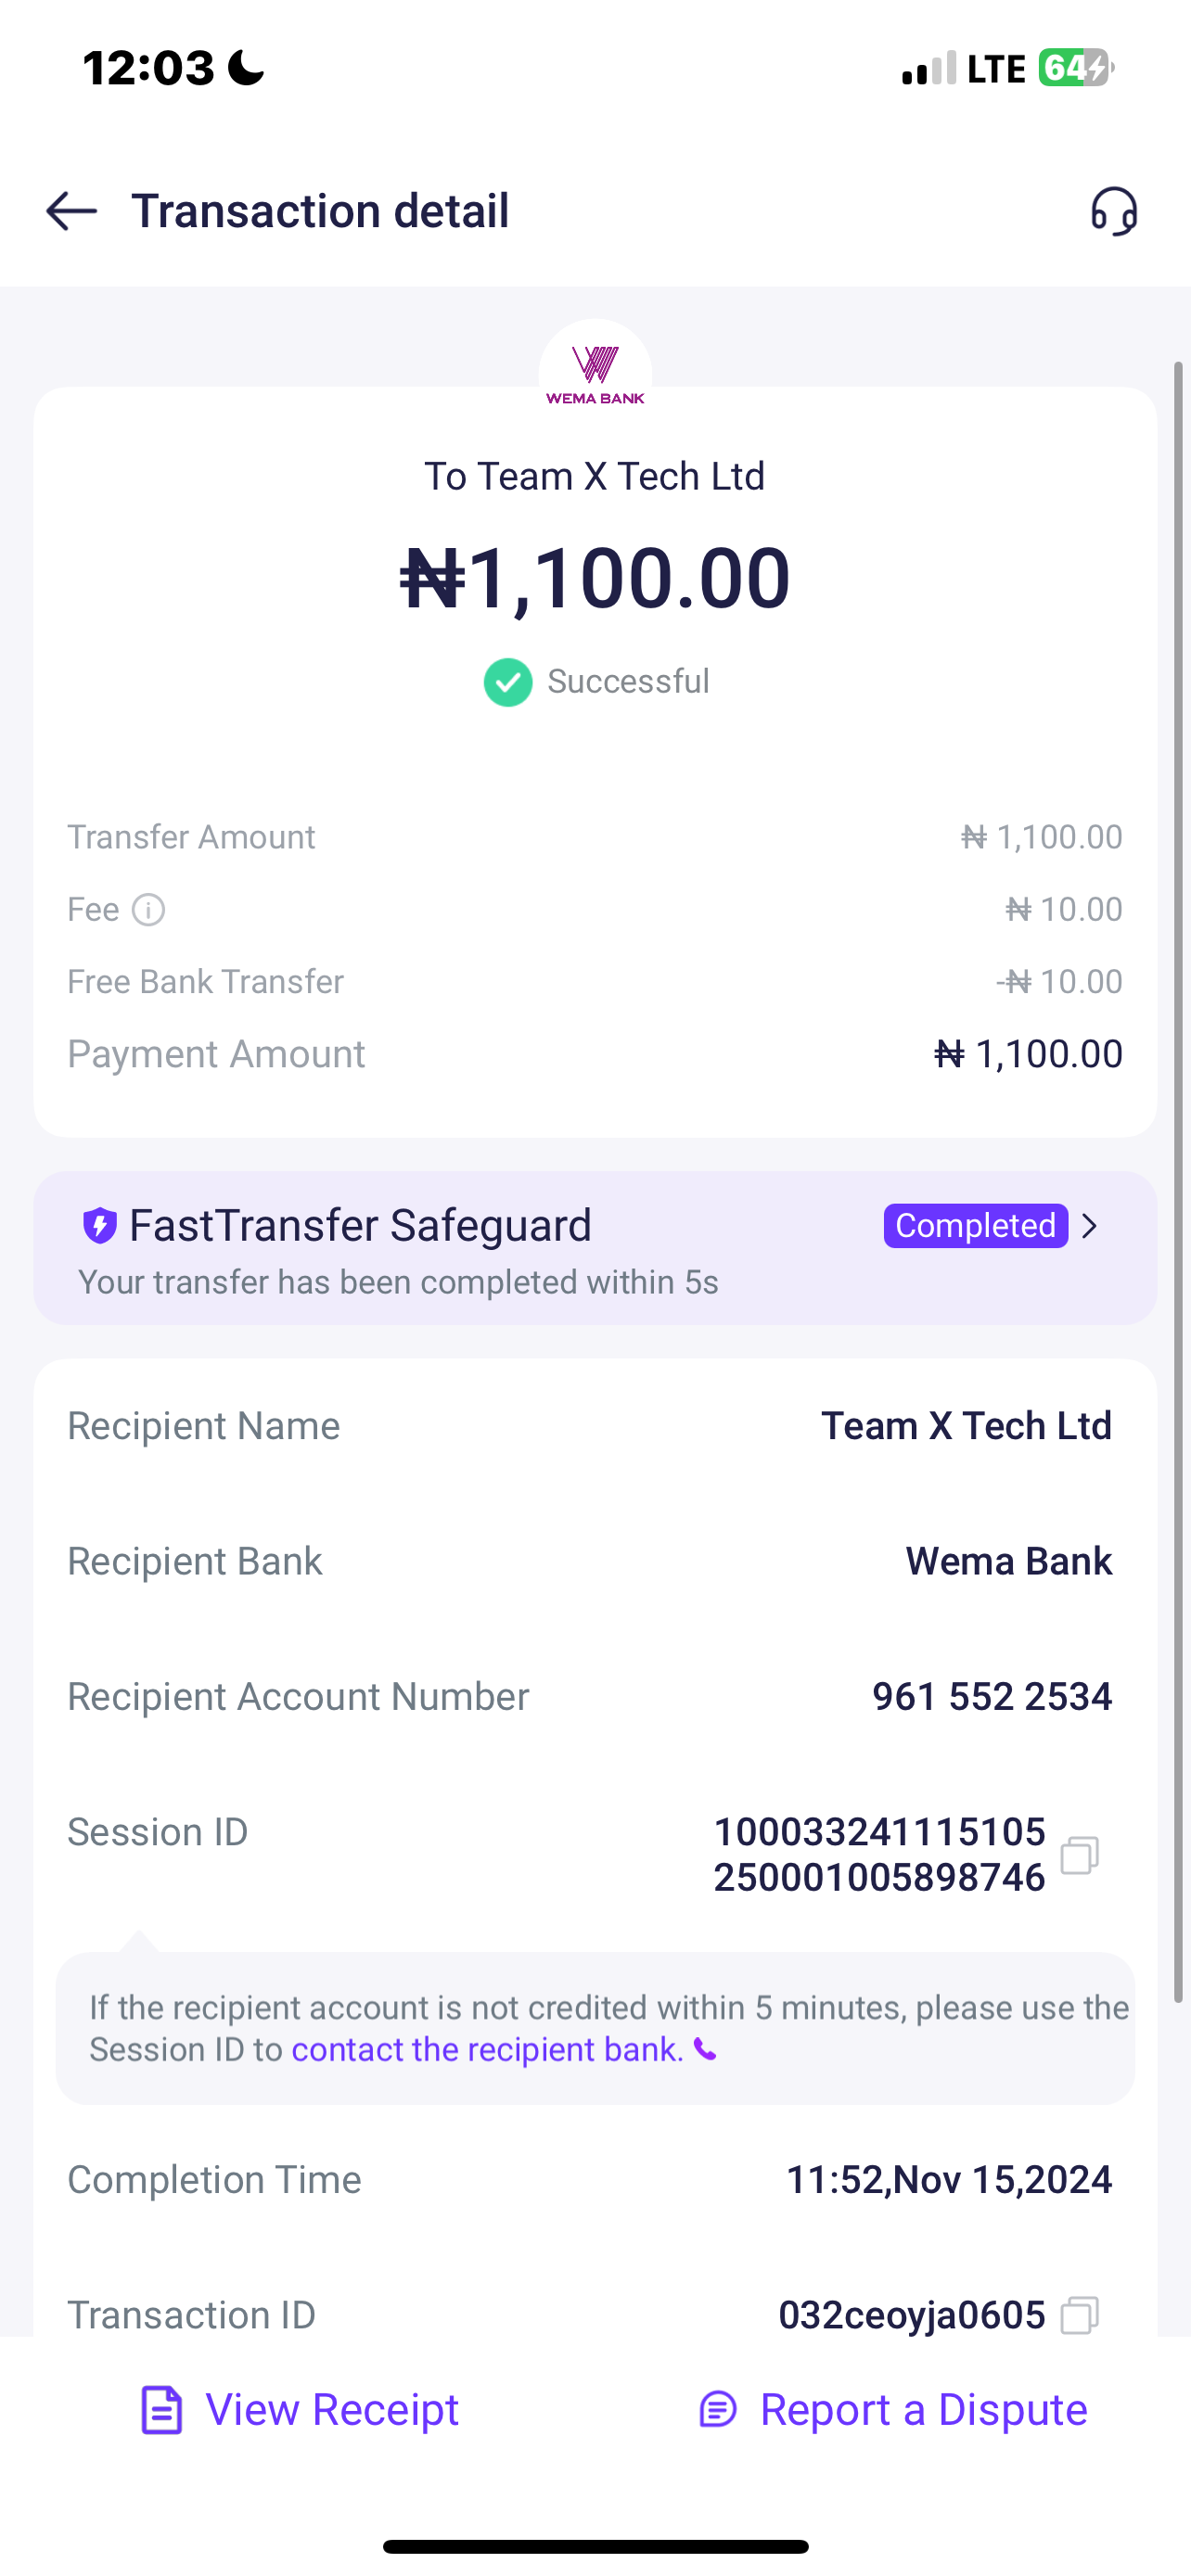 12:03
LTE 64
Transaction detail
WEMA BANK
To Team X Tech Ltd
₦1,100.00
Successful
Transfer Amount ₦ 1,100.00
Fee ₦ 10.00
Free Bank Transfer -₦ 10.00
Payment Amount ₦ 1,100.00
FastTransfer Safeguard Completed
Your transfer has been completed within 5s
Recipient Name Team X Tech Ltd
Recipient Bank Wema Bank
Recipient Account Number 961 552 2534
Session ID 100033241115105
250001005898746
If the recipient account is not credited within 5 minutes, please use the
Session ID to contact the recipient bank.
Completion Time 11:52,Nov 15,2024
Transaction ID 032ceoyja0605
View Receipt Report a Dispute